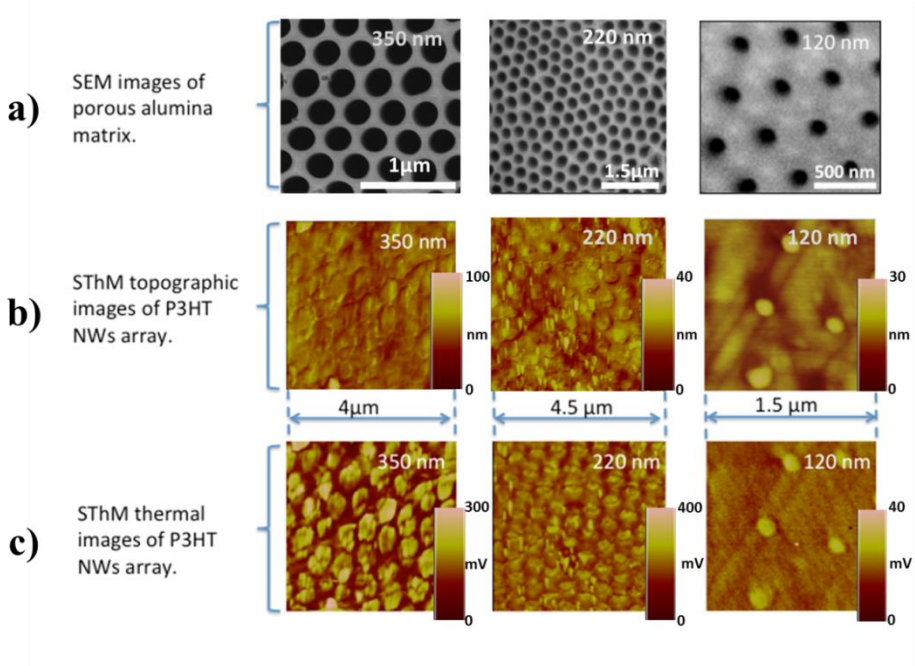 a)
SEM images of
porous alumina
matrix.
350 nm
1µm
220 nm
1.5µm
120 nm
500 nm
b)
SThM topographic
images of P3HT
NWs array.
350 nm
100
nm
0
220 nm
40
nm
0
120 nm
30
nm
0
4µm
4.5 µm
1.5 µm
c)
SThM thermal
images of P3HT
NWs array.
350 nm
300
mV
0
220 nm
400
mV
0
120 nm
40
mV
0